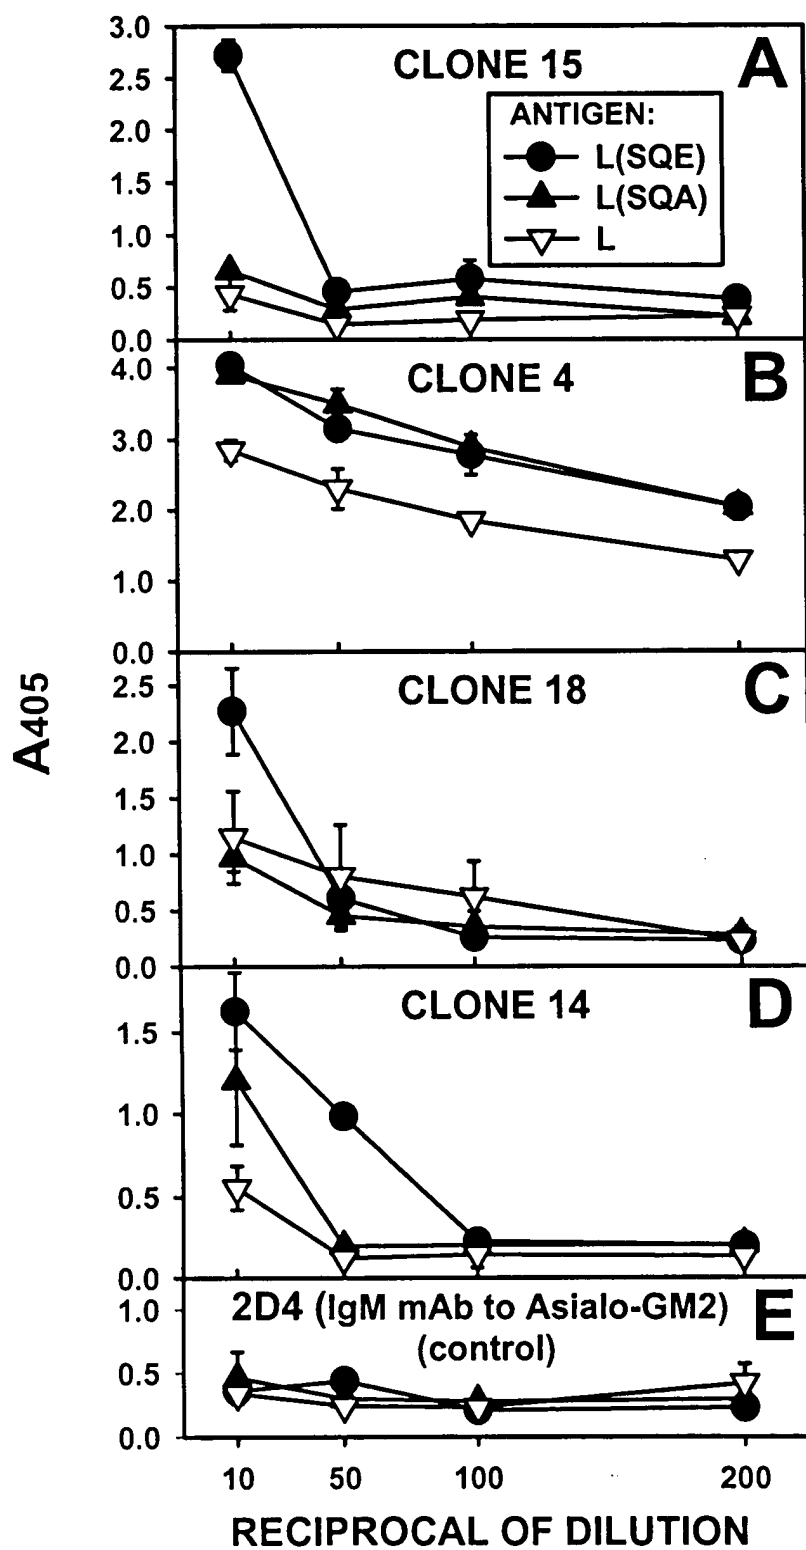 3.0
CLONE 15
A
2.5
ANTIGEN:
2.0
L(SQE)
1.5
L(SQA)
1.0
L
0.5
0.0
4.0
CLONE 4
B
3.0
2.0
1.0
0.0
A405
2.5
CLONE 18
C
2.0
1.5
1.0
0.5
0.0
CLONE 14
D
1.5
1.0
0.5
0.0
1.0
2D4 (IgM mAb to Asialo-GM2)
(control)
E
0.5
0.0
10 50 100 200
RECIPROCAL OF DILUTION